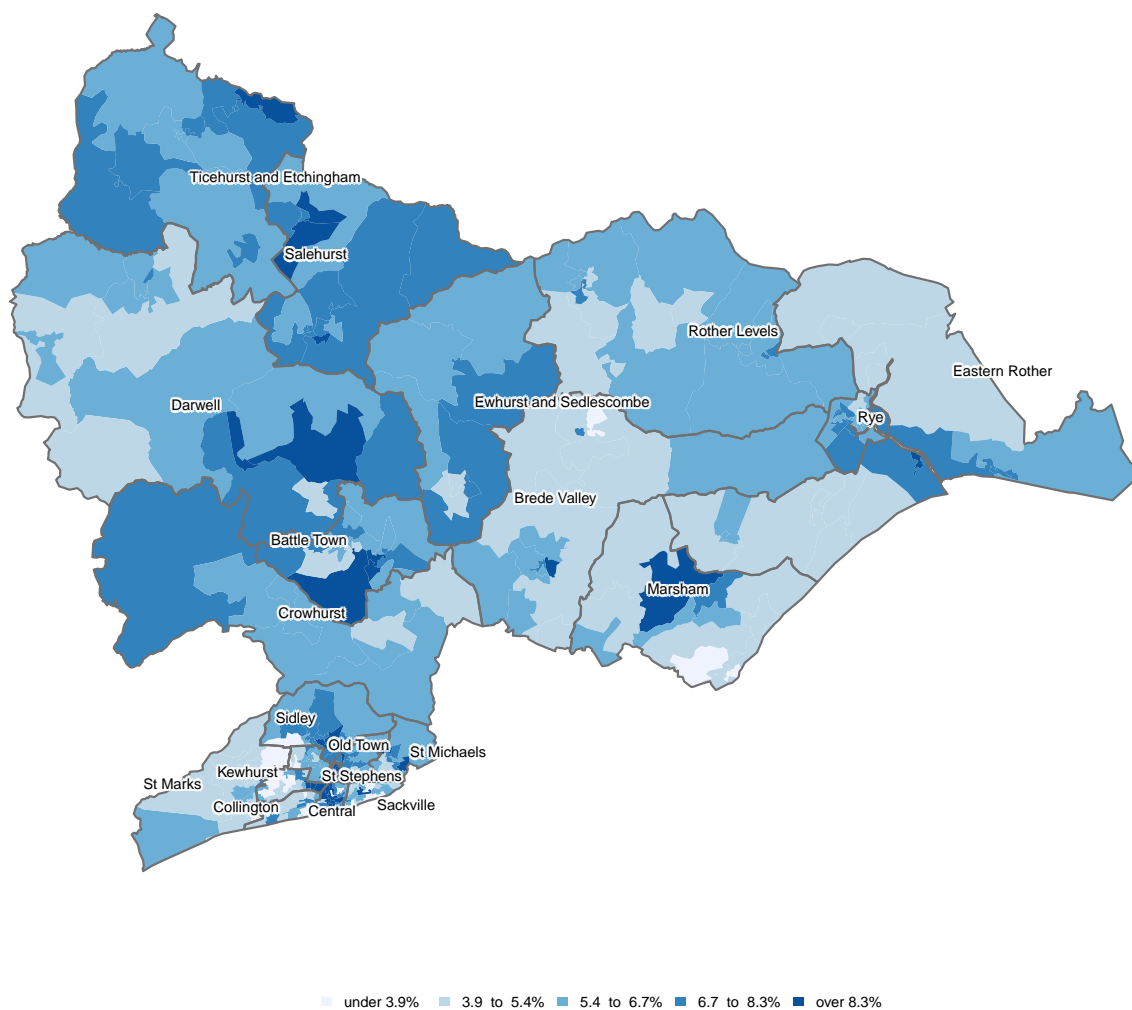 Ticehurst and Etchingham
Salehurst
Rother Levels
Eastern Rother
Darwell
Ewhurst and Sedlescombe
Rye
Brede Valley
Battle Town
Marsham
Crowhurst
Sidley
Old Town
St Michaels
Kewhurst
St Stephens
St Marks
Collington
Central
Sackville
under 3.9% 3.9 to 5.4% 5.4 to 6.7% 6.7 to 8.3% over 8.3%